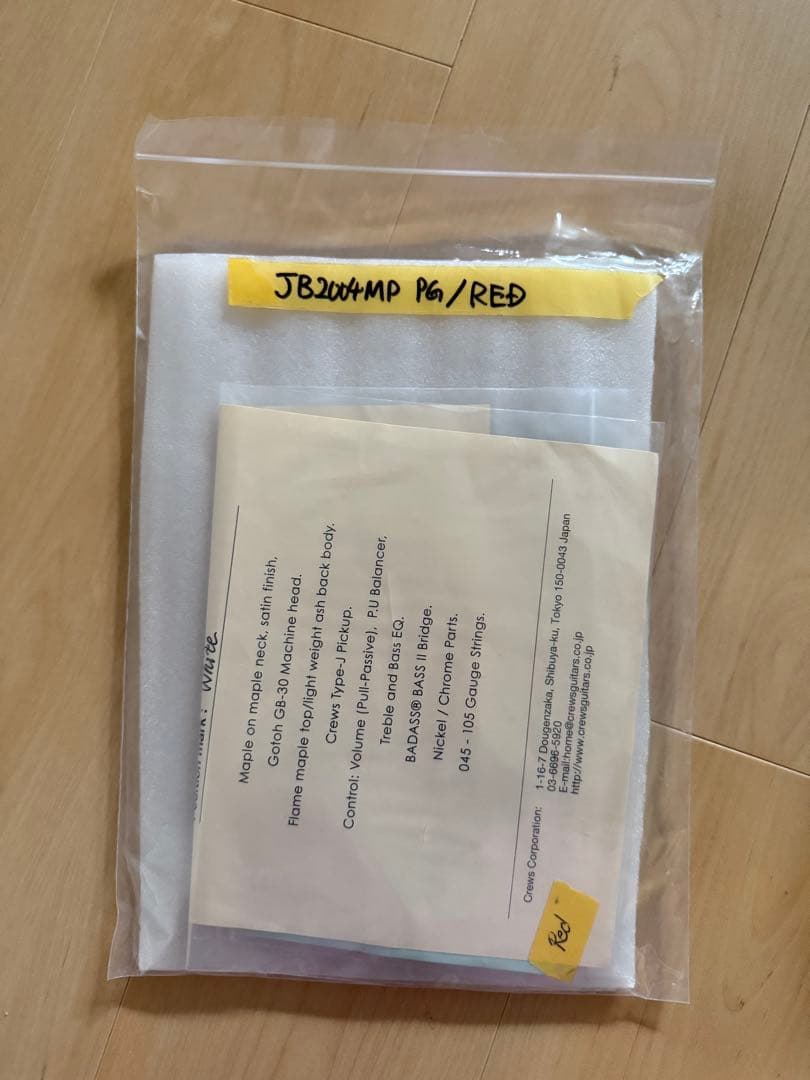 JB2004MP PG/RED
White
Maple on maple neck, satin finish,
Gotoh GB-30 Machine head.
Flame maple top/light weight ash back body.
Crews Type-J Pickup.
Control: Volume (Pull-Passive), P.U Balancer,
Treble and Bass EQ.
BADASS® BASS II Bridge.
Nickel / Chrome Parts.
045 - 105 Gauge Strings.
Crews Corporation: 1-16-7 Dougenzaka, Shibuya-ku, Tokyo 150-0043 Japan
03-6696-5920
E-mail:home@crewsguitars.co.jp
http://www.crewsguitars.co.jp
Red